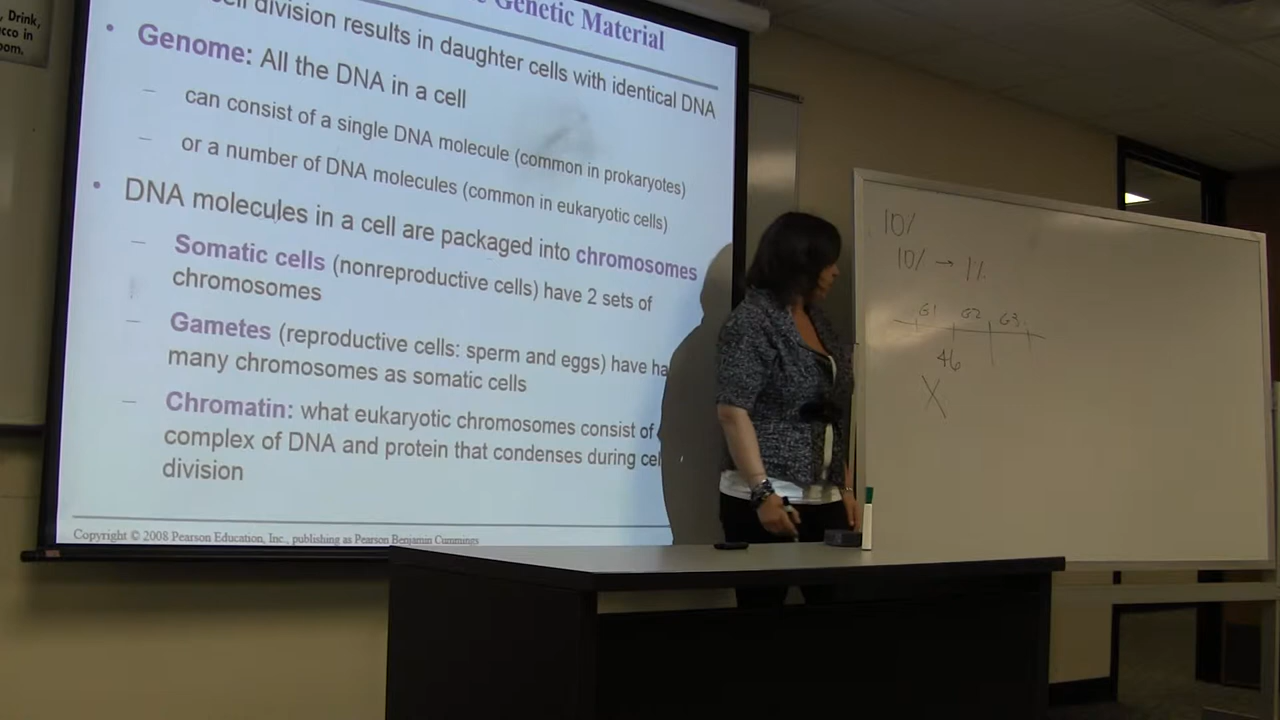 , Drink,
cco in
om.
Genetic Material
cell division results in daughter cells with identical DNA
• Genome: All the DNA in a cell
– can consist of a single DNA molecule (common in prokaryotes)
– or a number of DNA molecules (common in eukaryotic cells)
• DNA molecules in a cell are packaged into chromosomes
– Somatic cells (nonreproductive cells) have 2 sets of
chromosomes
– Gametes (reproductive cells: sperm and eggs) have ha
many chromosomes as somatic cells
– Chromatin: what eukaryotic chromosomes consist of
complex of DNA and protein that condenses during cel
division
Copyright © 2008 Pearson Education, Inc., publishing as Pearson Benjamin Cummings
10/
10/ → 1%
G1 G2 G3
46
X